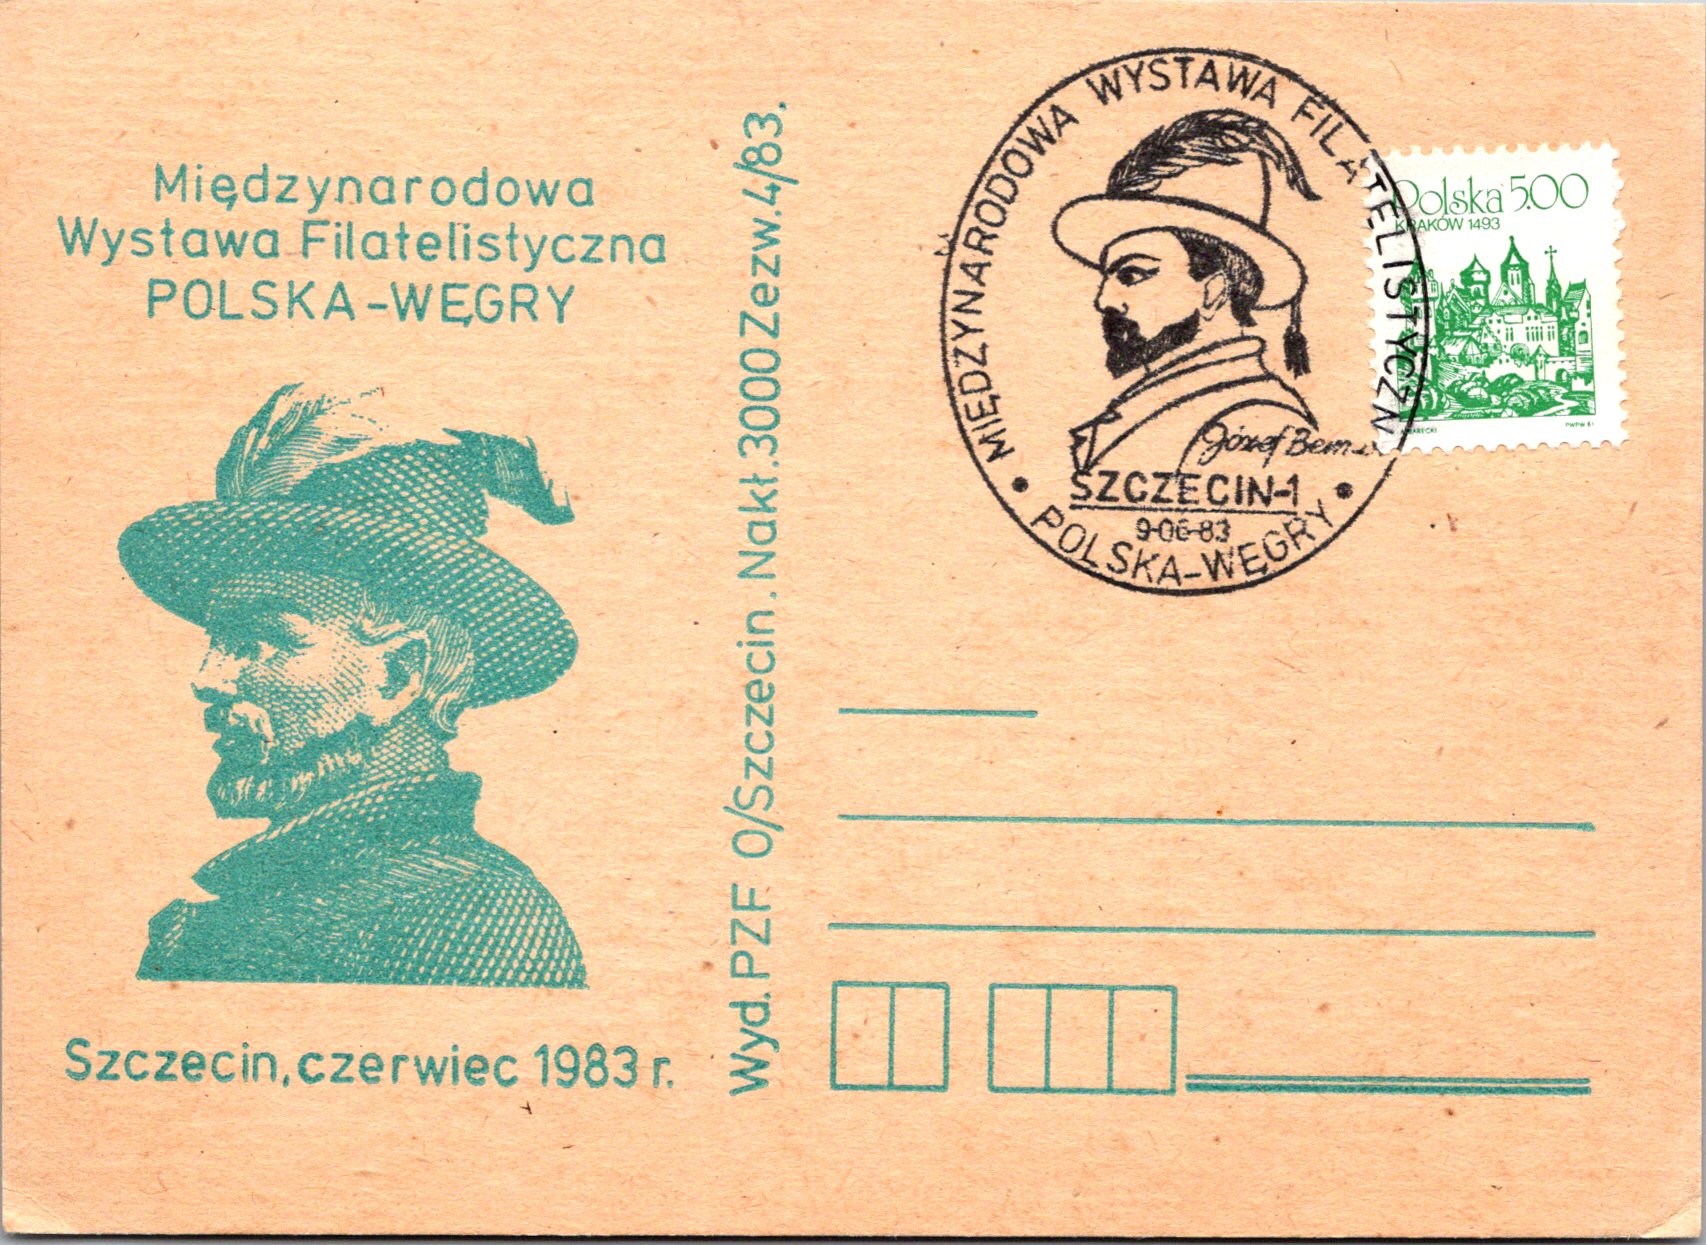 Międzynarodowa
Wystawa Filatelistyczna
POLSKA-WĘGRY
Szczecin, czerwiec 1983 r.
Wyd. PZF O/Szczecin. Nakł. 3000 Zezw. 4/83.
MIĘDZYNARODOWA WYSTAWA FILATELISTYCZN
Józef Bem
SZCZECIN-1
9-06-83
POLSKA-WĘGRY
Polska 5.00
KRAKÓW 1493